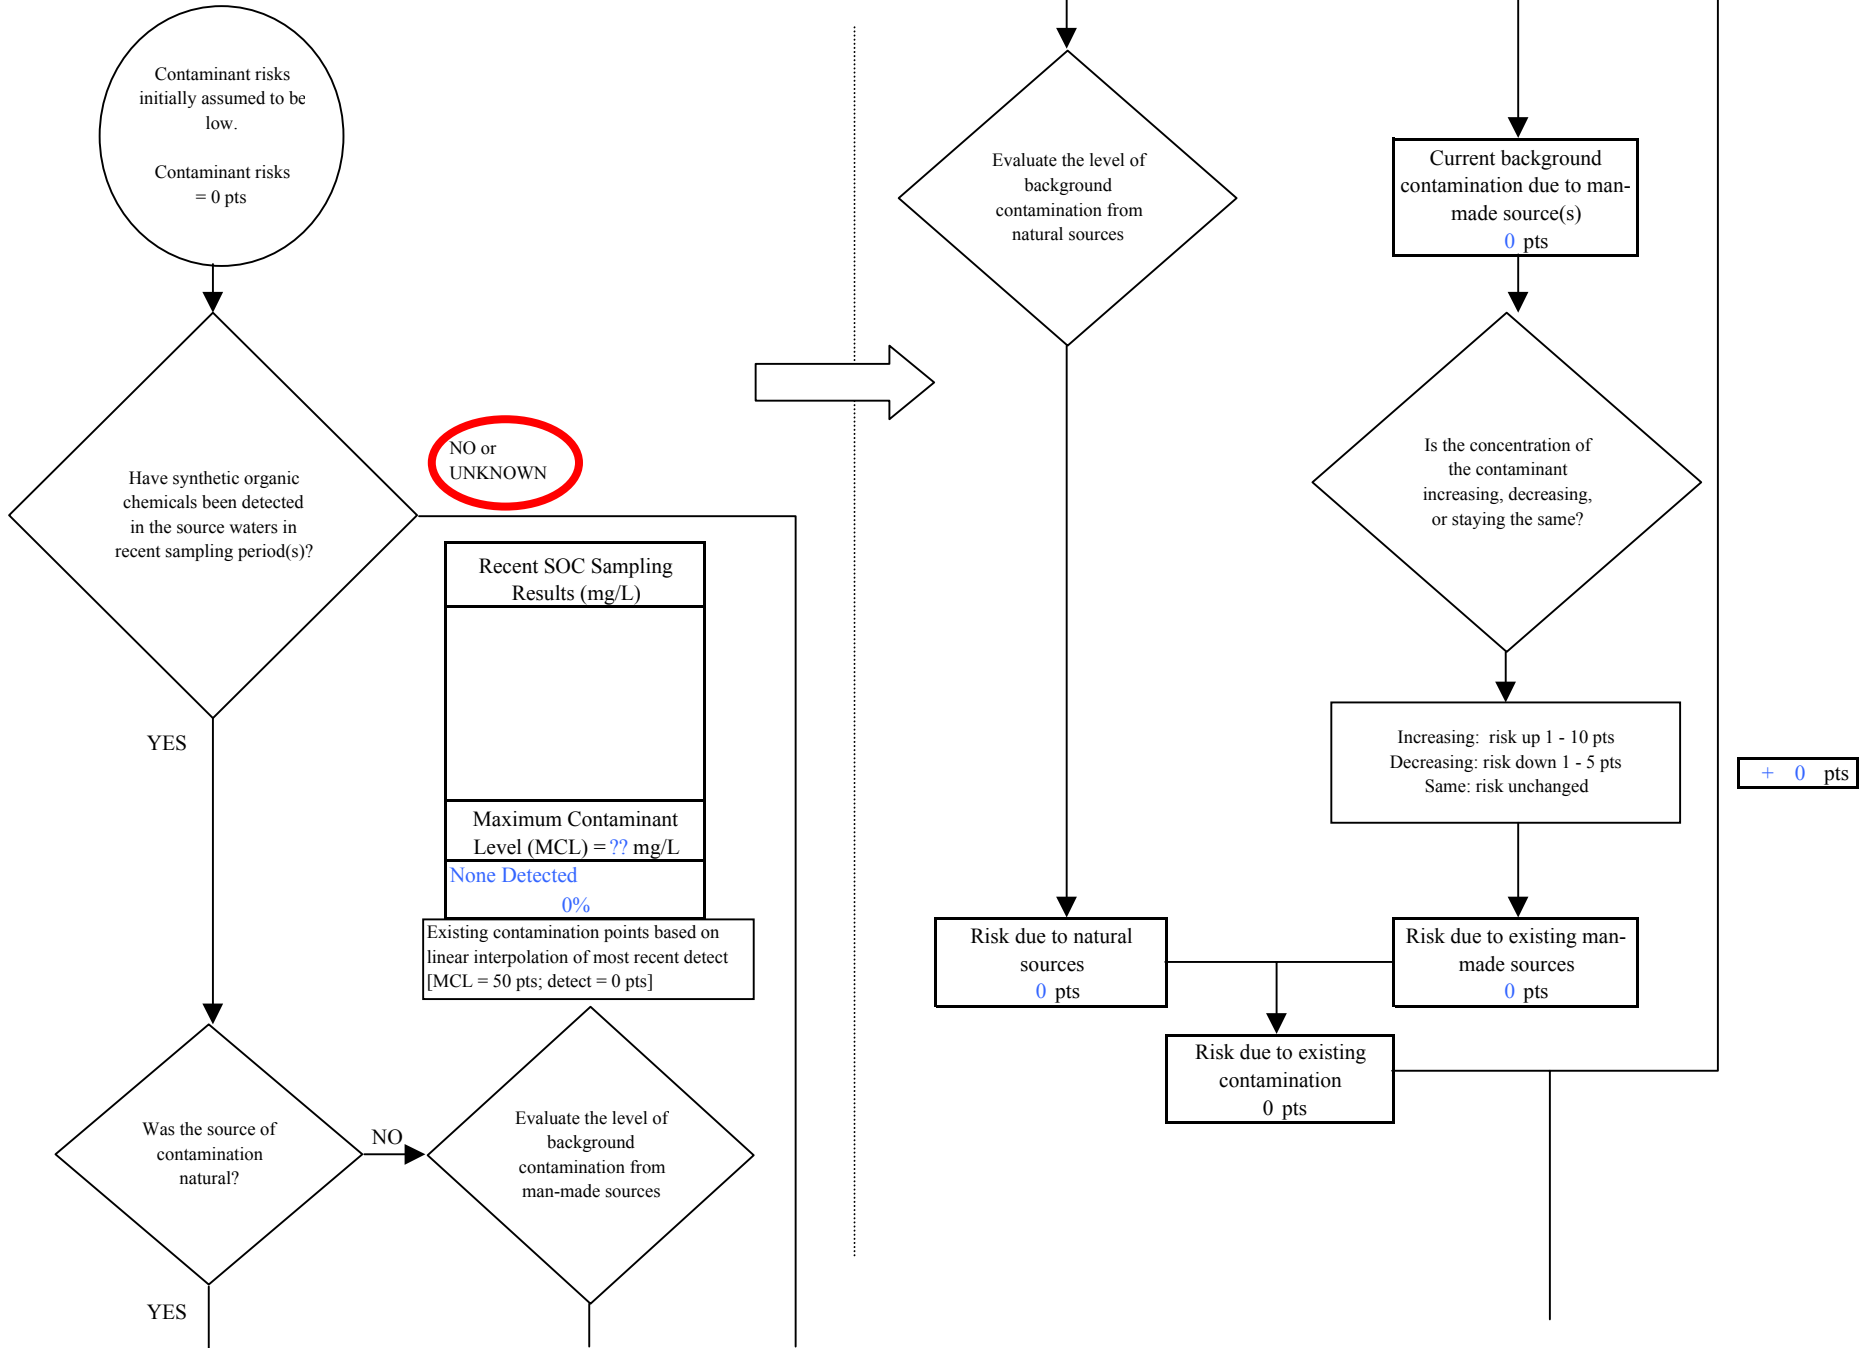 Contaminant risks
initially assumed to be
low.
Contaminant risks
= 0 pts
Have synthetic organic
chemicals been detected
in the source waters in
recent sampling period(s)?
NO or
UNKNOWN
YES
Recent SOC Sampling
Results (mg/L)
Maximum Contaminant
Level (MCL) = ?? mg/L
None Detected
0%
Existing contamination points based on
linear interpolation of most recent detect
[MCL = 50 pts; detect = 0 pts]
Was the source of
contamination
natural?
NO
Evaluate the level of
background
contamination from
man-made sources
YES
Evaluate the level of
background
contamination from
natural sources
Current background
contamination due to man-
made source(s)
0 pts
Is the concentration of
the contaminant
increasing, decreasing,
or staying the same?
Increasing: risk up 1 - 10 pts
Decreasing: risk down 1 - 5 pts
Same: risk unchanged
+ 0 pts
Risk due to natural
sources
0 pts
Risk due to existing man-
made sources
0 pts
Risk due to existing
contamination
0 pts